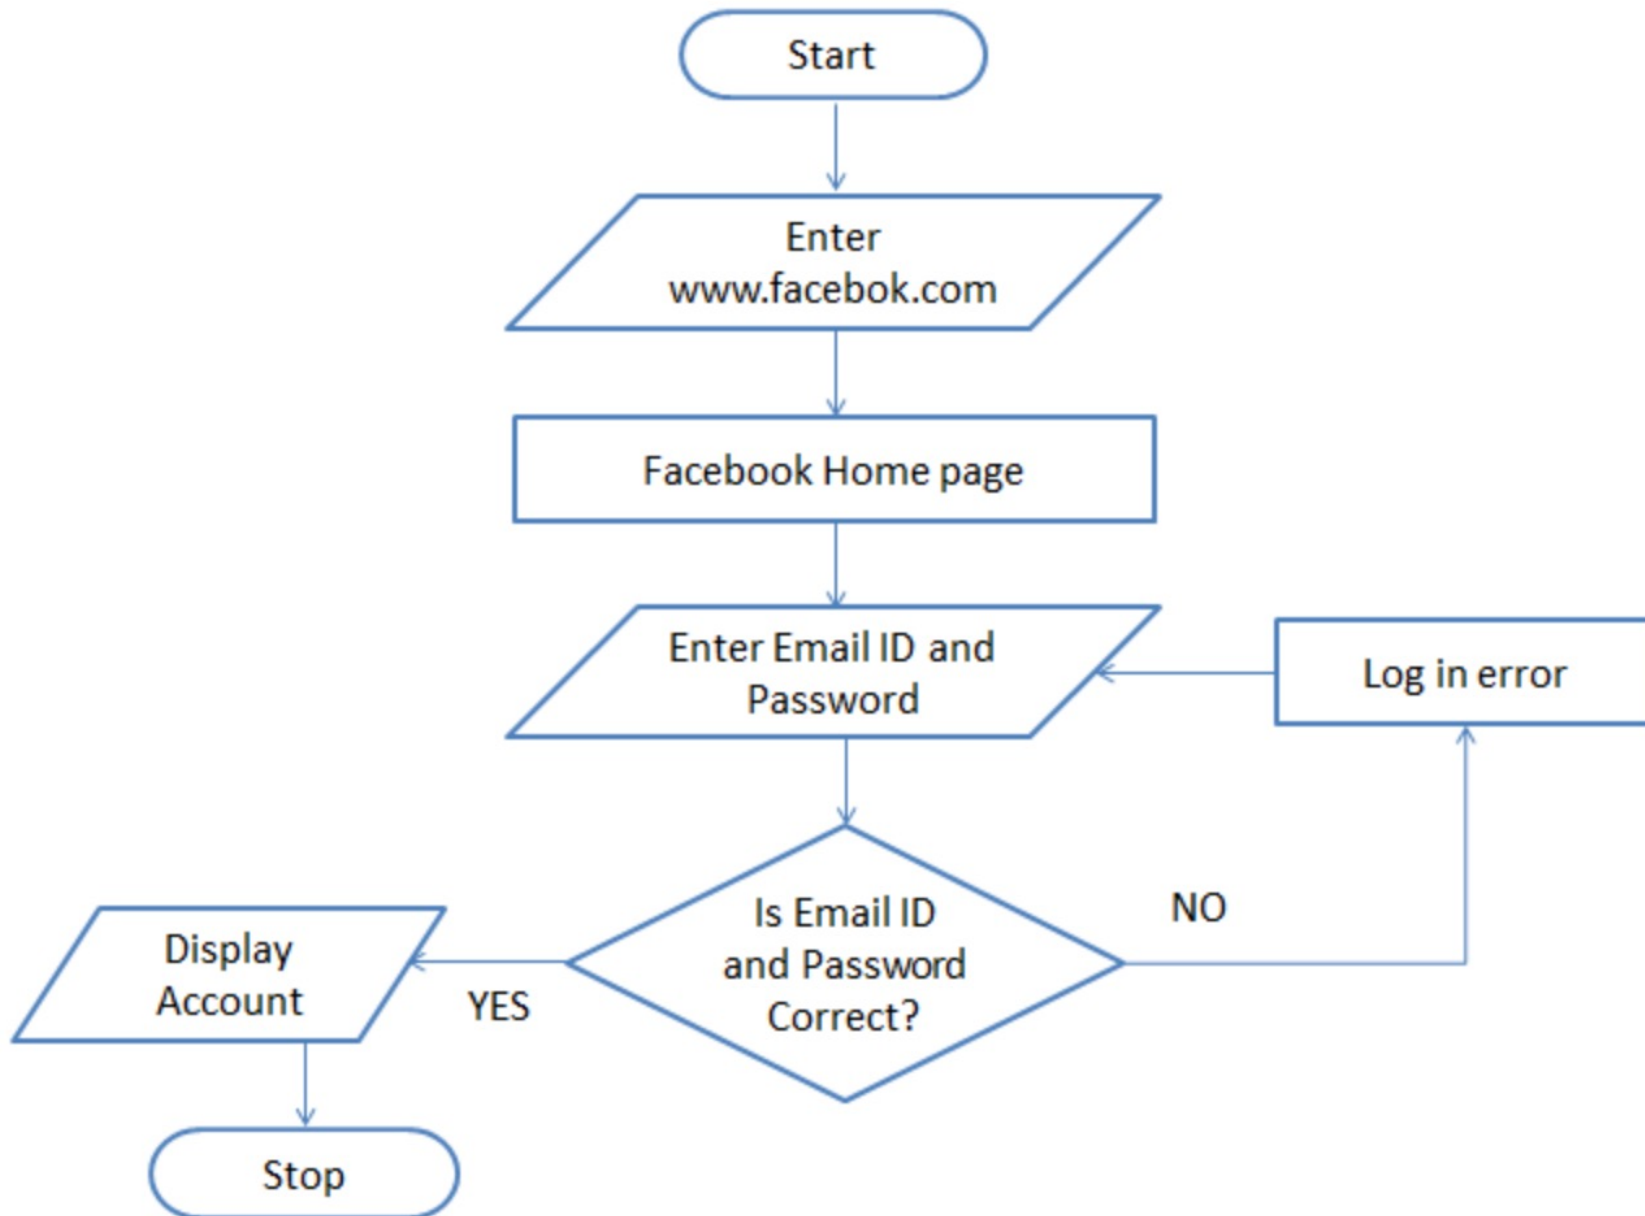 Start
Enter
www.facebok.com
Facebook Home page
Enter Email ID and
Password
Log in error
Is Email ID
and Password
Correct?
NO
YES
Display
Account
Stop